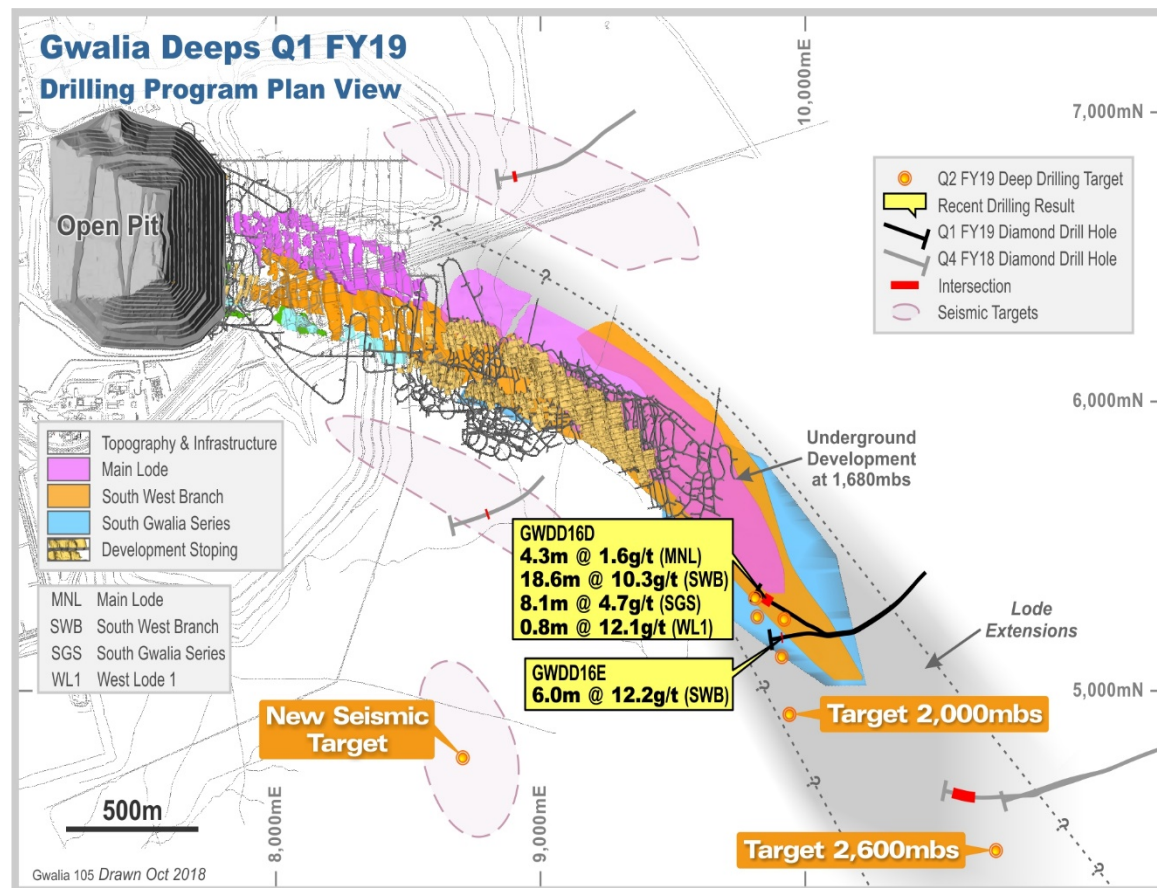 Gwalia Deeps Q1 FY19
Drilling Program Plan View
10,000mE
7,000mN
Q2 FY19 Deep Drilling Target
Recent Drilling Result
Q1 FY19 Diamond Drill Hole
Q4 FY18 Diamond Drill Hole
Intersection
Seismic Targets
Open Pit
?
?
6,000mN
Topography & Infrastructure
Main Lode
South West Branch
South Gwalia Series
Development Stoping
Underground
Development
at 1,680mbs
GWDD16D
4.3m @ 1.6g/t (MNL)
18.6m @ 10.3g/t (SWB)
8.1m @ 4.7g/t (SGS)
0.8m @ 12.1g/t (WL1)
MNL Main Lode
SWB South West Branch
SGS South Gwalia Series
WL1 West Lode 1
Lode
Extensions
GWDD16E
6.0m @ 12.2g/t (SWB)
5,000mN
?
New Seismic
Target
Target 2,000mbs
?
?
500m
8,000mE
9,000mE
Target 2,600mbs
?
Gwalia 105 Drawn Oct 2018